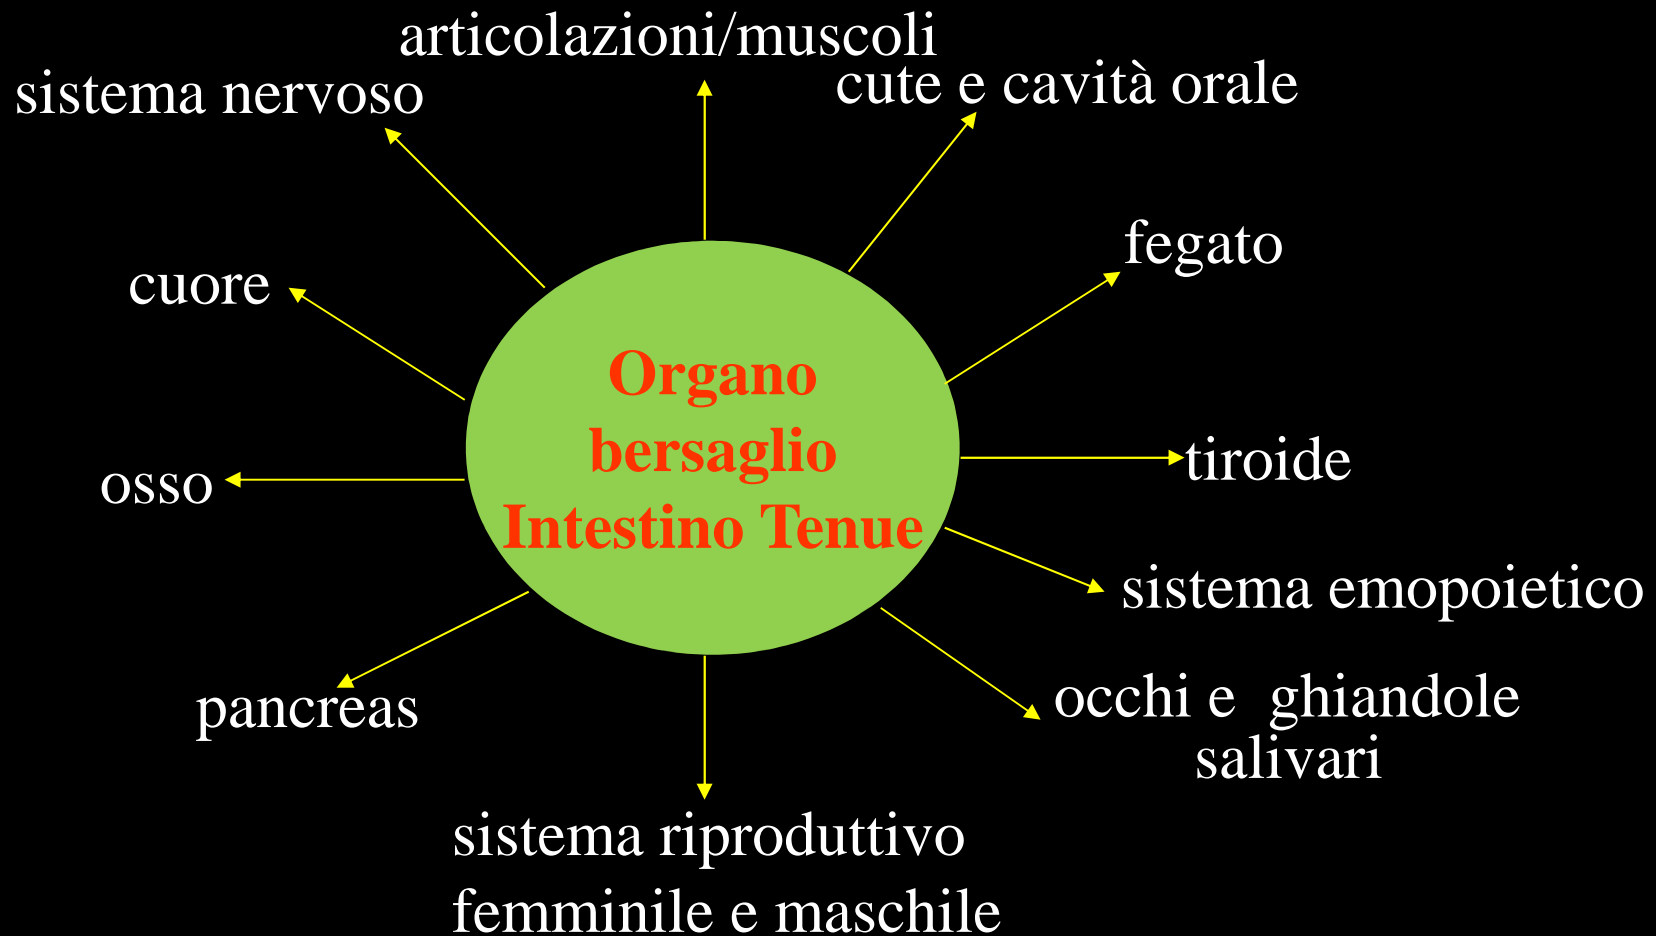 articolazioni/muscoli
cute e cavità orale
sistema nervoso
fegato
cuore
Organo
bersaglio
Intestino Tenue
tiroide
osso
sistema emopoietico
pancreas
occhi e  ghiandole
salivari
sistema riproduttivo
femminile e maschile